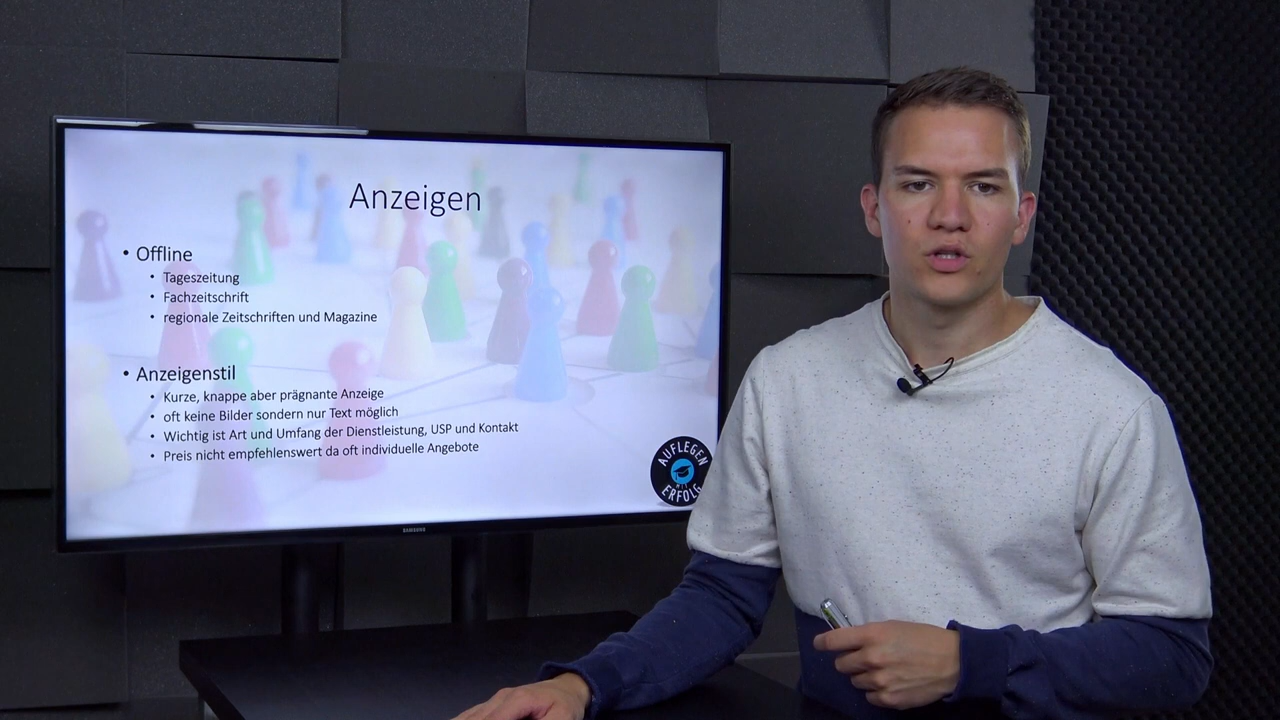 Anzeigen
• Offline
• Tageszeitung
• Fachzeitschrift
• regionale Zeitschriften und Magazine
• Anzeigenstil
• Kurze, knappe aber prägnante Anzeige
• oft keine Bilder sondern nur Text möglich
• Wichtig ist Art und Umfang der Dienstleistung, USP und Kontakt
• Preis nicht empfehlenswert da oft individuelle Angebote
AUFLEGEN
MIT
ERFOLG
SAMSUNG